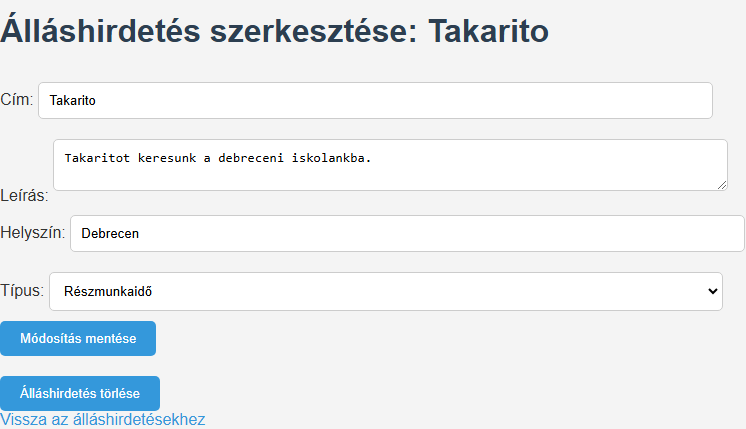 Álláshirdetés szerkesztése: Takarito
Cím: Takarito
Takaritot keresunk a debreceni iskolankba.
Leírás:
Helyszín: Debrecen
Típus: Részmunkaidő
Módosítás mentése
Álláshirdetés törlése
Vissza az álláshirdetésekhez